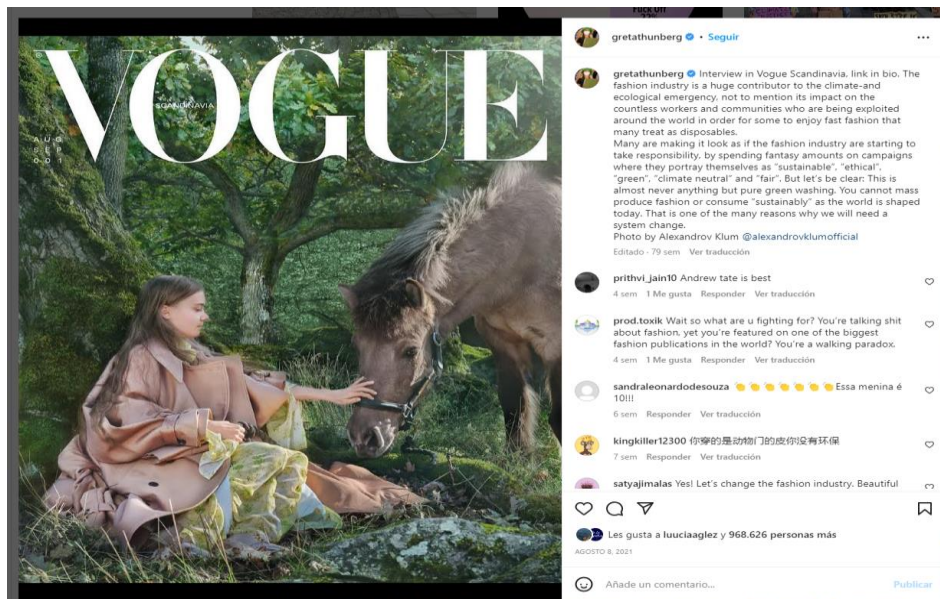 Fuck Off
22%
VOGUE
SCANDINAVIA
AUG
SEP
001
gretathunberg • Seguir
gretathunberg Interview in Vogue Scandinavia, link in bio. The
fashion industry is a huge contributor to the climate-and
ecological emergency, not to mention its impact on the
countless workers and communities who are being exploited
around the world in order for some to enjoy fast fashion that
many treat as disposables.
Many are making it look as if the fashion industry are starting to
take responsibility, by spending fantasy amounts on campaigns
where they portray themselves as "sustainable", "ethical",
"green", "climate neutral" and "fair". But let's be clear: This is
almost never anything but pure green washing. You cannot mass
produce fashion or consume "sustainably" as the world is shaped
today. That is one of the many reasons why we will need a
system change.
Photo by Alexandrov Klum @alexandrovklumofficial
Editado · 79 sem Ver traducción
prithvi_jain10 Andrew tate is best
4 sem 1 Me gusta Responder Ver traducción
prod.toxik Wait so what are u fighting for? You're talking shit
about fashion, yet you're featured on one of the biggest
fashion publications in the world? You're a walking paradox.
4 sem 1 Me gusta Responder Ver traducción
sandraleonardodesouza 👏👏👏👏👏👏👏Essa menina é
10!!!
6 sem Responder Ver traducción
kingkiller12300 你穿的是动物门的皮你没有环保
7 sem Responder Ver traducción
satyajimalas Yes! Let's change the fashion industry. Beautiful
Les gusta a luuciaaglez y 968.626 personas más
AGOSTO 8, 2021
Añade un comentario...
Publicar